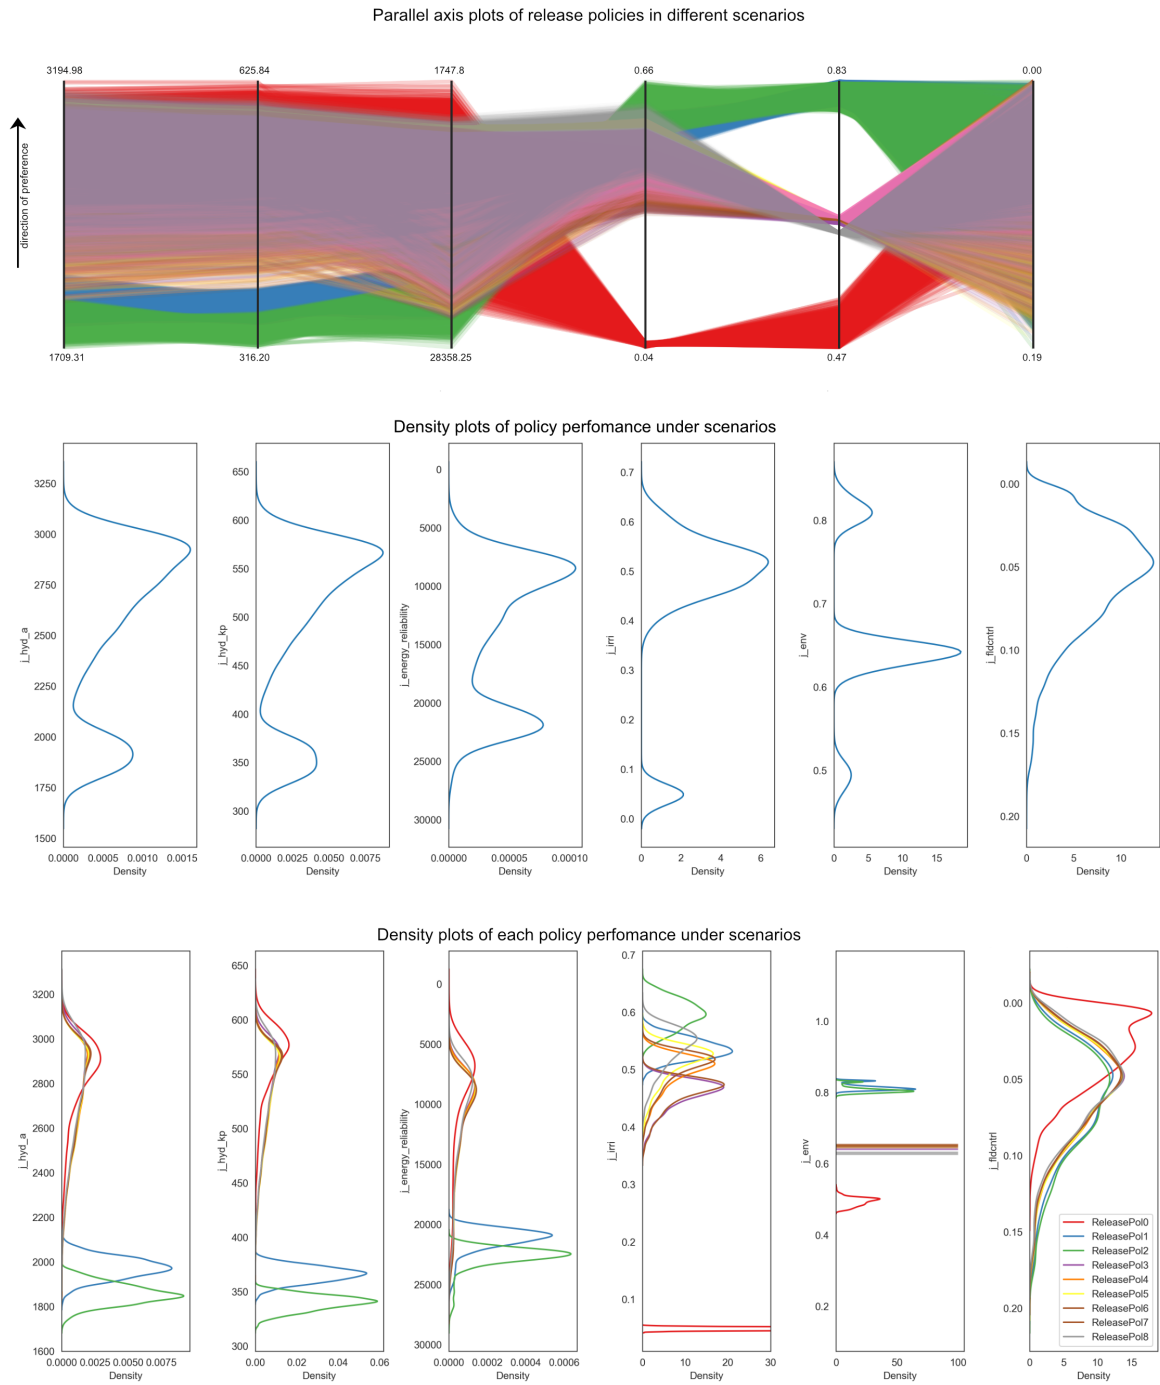 Parallel axis plots of release policies in different scenarios
3194.98 625.84 1747.8 0.66 0.83 0.00
direction of preference
1709.31 316.20 28358.25 0.04 0.47 0.19
Density plots of policy perfomance under scenarios
j_hyd_a
3250
3000
2750
2500
2250
2000
1750
1500
0.0000 0.0005 0.0010 0.0015
Density
j_hyd_kp
650
600
550
500
450
400
350
300
0.0000 0.0025 0.0050 0.0075
Density
j_energy_reliability
0
5000
10000
15000
20000
25000
30000
0.00000 0.00005 0.00010
Density
j_irri
0.7
0.6
0.5
0.4
0.3
0.2
0.1
0.0
0 2 4 6
Density
j_env
0.8
0.7
0.6
0.5
0 5 10 15
Density
j_fldcntrl
0.00
0.05
0.10
0.15
0.20
0 5 10
Density
Density plots of each policy perfomance under scenarios
j_hyd_a
3200
3000
2800
2600
2400
2200
2000
1800
1600
0.0000 0.0025 0.0050 0.0075
Density
j_hyd_kp
650
600
550
500
450
400
350
300
0.00 0.02 0.04 0.06
Density
j_energy_reliability
0
5000
10000
15000
20000
25000
30000
0.0000 0.0002 0.0004 0.0006
Density
j_irri
0.7
0.6
0.5
0.4
0.3
0.2
0.1
0 10 20 30
Density
j_env
1.0
0.8
0.6
0.4
0.2
0 50 100
Density
j_fldcntrl
0.00
0.05
0.10
0.15
0.20
0 5 10 15
Density
ReleasePol0
ReleasePol1
ReleasePol2
ReleasePol3
ReleasePol4
ReleasePol5
ReleasePol6
ReleasePol7
ReleasePol8